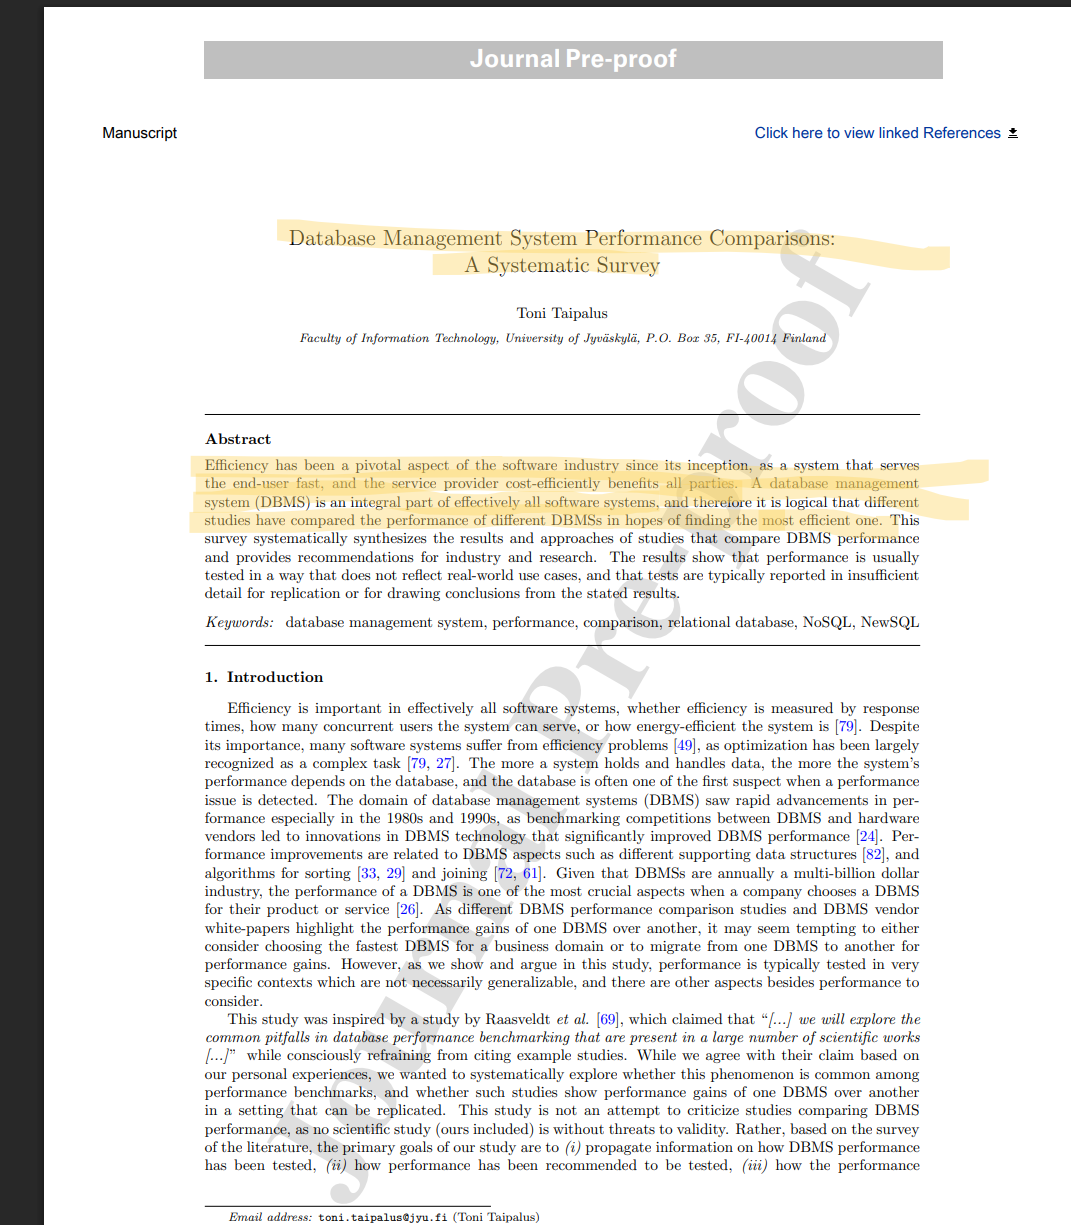 Journal Pre-proof
Manuscript
Click here to view linked References
Database Management System Performance Comparisons:
A Systematic Survey
Toni Taipalus
Faculty of Information Technology, University of Jyväskylä, P.O. Box 35, FI-40014 Finland
Abstract
Efficiency has been a pivotal aspect of the software industry since its inception, as a system that serves
the end-user fast, and the service provider cost-efficiently benefits all parties. A database management
system (DBMS) is an integral part of effectively all software systems, and therefore it is logical that different
studies have compared the performance of different DBMSs in hopes of finding the most efficient one. This
survey systematically synthesizes the results and approaches of studies that compare DBMS performance
and provides recommendations for industry and research. The results show that performance is usually
tested in a way that does not reflect real-world use cases, and that tests are typically reported in insufficient
detail for replication or for drawing conclusions from the stated results.
Keywords: database management system, performance, comparison, relational database, NoSQL, NewSQL
1. Introduction
Efficiency is important in effectively all software systems, whether efficiency is measured by response
times, how many concurrent users the system can serve, or how energy-efficient the system is [79]. Despite
its importance, many software systems suffer from efficiency problems [49], as optimization has been largely
recognized as a complex task [79, 27]. The more a system holds and handles data, the more the system's
performance depends on the database, and the database is often one of the first suspect when a performance
issue is detected. The domain of database management systems (DBMS) saw rapid advancements in per-
formance especially in the 1980s and 1990s, as benchmarking competitions between DBMS and hardware
vendors led to innovations in DBMS technology that significantly improved DBMS performance [24]. Per-
formance improvements are related to DBMS aspects such as different supporting data structures [82], and
algorithms for sorting [33, 29] and joining [72, 61]. Given that DBMSs are annually a multi-billion dollar
industry, the performance of a DBMS is one of the most crucial aspects when a company chooses a DBMS
for their product or service [26]. As different DBMS performance comparison studies and DBMS vendor
white-papers highlight the performance gains of one DBMS over another, it may seem tempting to either
consider choosing the fastest DBMS for a business domain or to migrate from one DBMS to another for
performance gains. However, as we show and argue in this study, performance is typically tested in very
specific contexts which are not necessarily generalizable, and there are other aspects besides performance to
consider.
This study was inspired by a study by Raasveldt et al. [69], which claimed that “[...] we will explore the
common pitfalls in database performance benchmarking that are present in a large number of scientific works
[...]” while consciously refraining from citing example studies. While we agree with their claim based on
our personal experiences, we wanted to systematically explore whether this phenomenon is common among
performance benchmarks, and whether such studies show performance gains of one DBMS over another
in a setting that can be replicated. This study is not an attempt to criticize studies comparing DBMS
performance, as no scientific study (ours included) is without threats to validity. Rather, based on the survey
of the literature, the primary goals of our study are to (i) propagate information on how DBMS performance
has been tested, (ii) how performance has been recommended to be tested, (iii) how the performance
Email address: toni.taipalus@jyu.fi (Toni Taipalus)
Journal Pre-proof